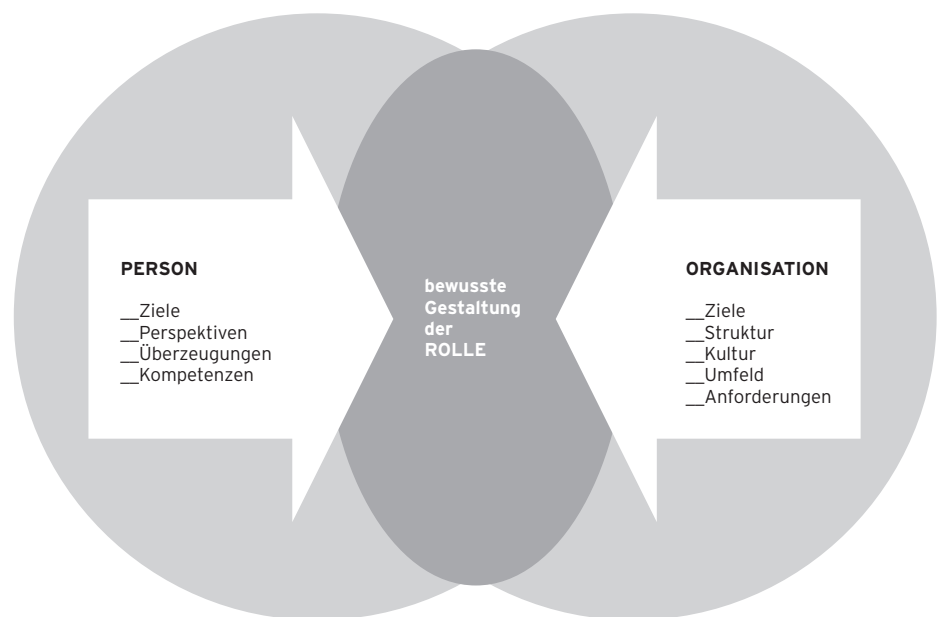 PERSON
__Ziele
__Perspektiven
__Überzeugungen
__Kompetenzen
bewusste
Gestaltung
der
ROLLE
ORGANISATION
__Ziele
__Struktur
__Kultur
__Umfeld
__Anforderungen